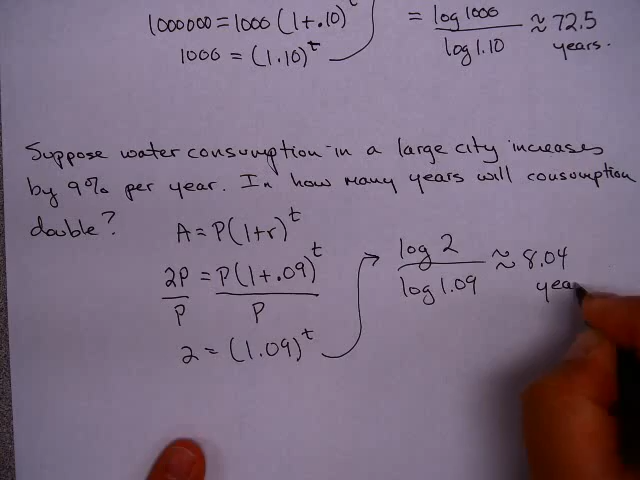 1000000 = 1000 (1+.10)^t
1000 = (1.10)^t
= log 1000 / log 1.10 ≈ 72.5
years.
Suppose water consumption in a large city increases
by 9% per year. In how many years will consumption
double?
A = P(1+r)^t
2P/P = P(1+.09)^t/P
2 = (1.09)^t
log 2 / log 1.09 ≈ 8.04
yea